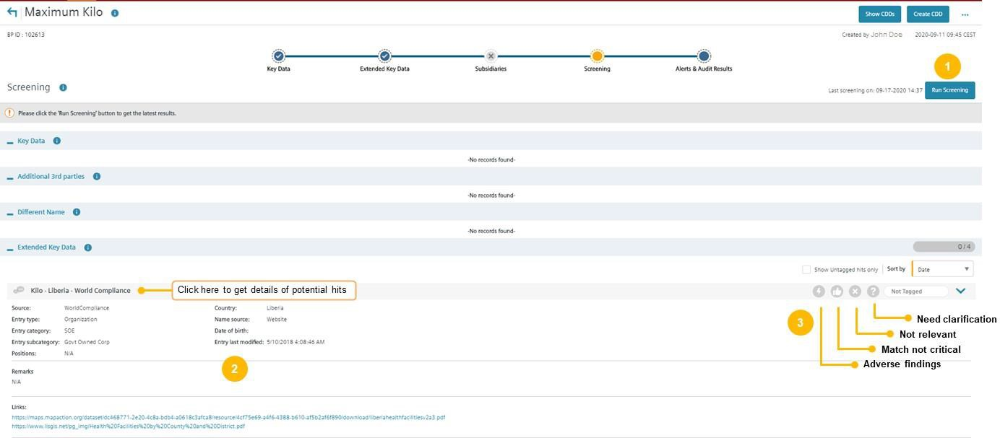 Maximum Kilo
Show CDDs
Create CDD
BP ID : 102613
Created by John Doe 2020-09-11 09:45 CEST
Key Data
Extended Key Data
Subsidiaries
Screening
Alerts & Audit Results
1
Screening
Last screening on: 09-17-2020 14:37
Run Screening
Please click the 'Run Screening' button to get the latest results.
Key Data
-No records found-
Additional 3rd parties
-No records found-
Different Name
-No records found-
Extended Key Data
0 / 4
Show Untagged hits only
Sort by
Date
Kilo - Liberia - World Compliance
Click here to get details of potential hits
Not Tagged
Source: WorldCompliance
Country: Liberia
Entry type: Organization
Name source: Website
Entry category: SOE
Date of birth:
Entry subcategory: Govt Owned Corp
Entry last modified: 5/10/2018 4:08:46 AM
Positions: N/A
3
Need clarification
Not relevant
Match not critical
Adverse findings
2
Remarks
N/A
Links:
https://maps.mapaction.org/dataset/dc468771-2e20-4c8a-bdb4-a0618c3afca8/resource/4cf75e69-a4f6-4388-b610-af5b2af6f890/download/liberiahealthfacilitiesv2a3.pdf
https://www.lisgis.net/pg_img/Health%20Facilities%20by%20County%20and%20District.pdf